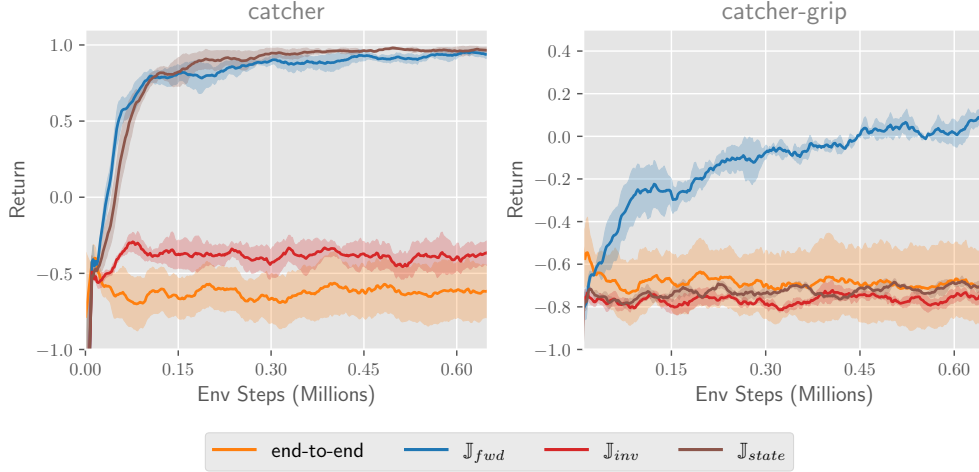 catcher
catcher-grip
Return
1.0
0.5
0.0
−0.5
−1.0
0.00 0.15 0.30 0.45 0.60
Env Steps (Millions)
Return
0.4
0.2
0.0
−0.2
−0.4
−0.6
−0.8
−1.0
0.15 0.30 0.45 0.60
Env Steps (Millions)
end-to-end 𝕁_fwd 𝕁_inv 𝕁_state